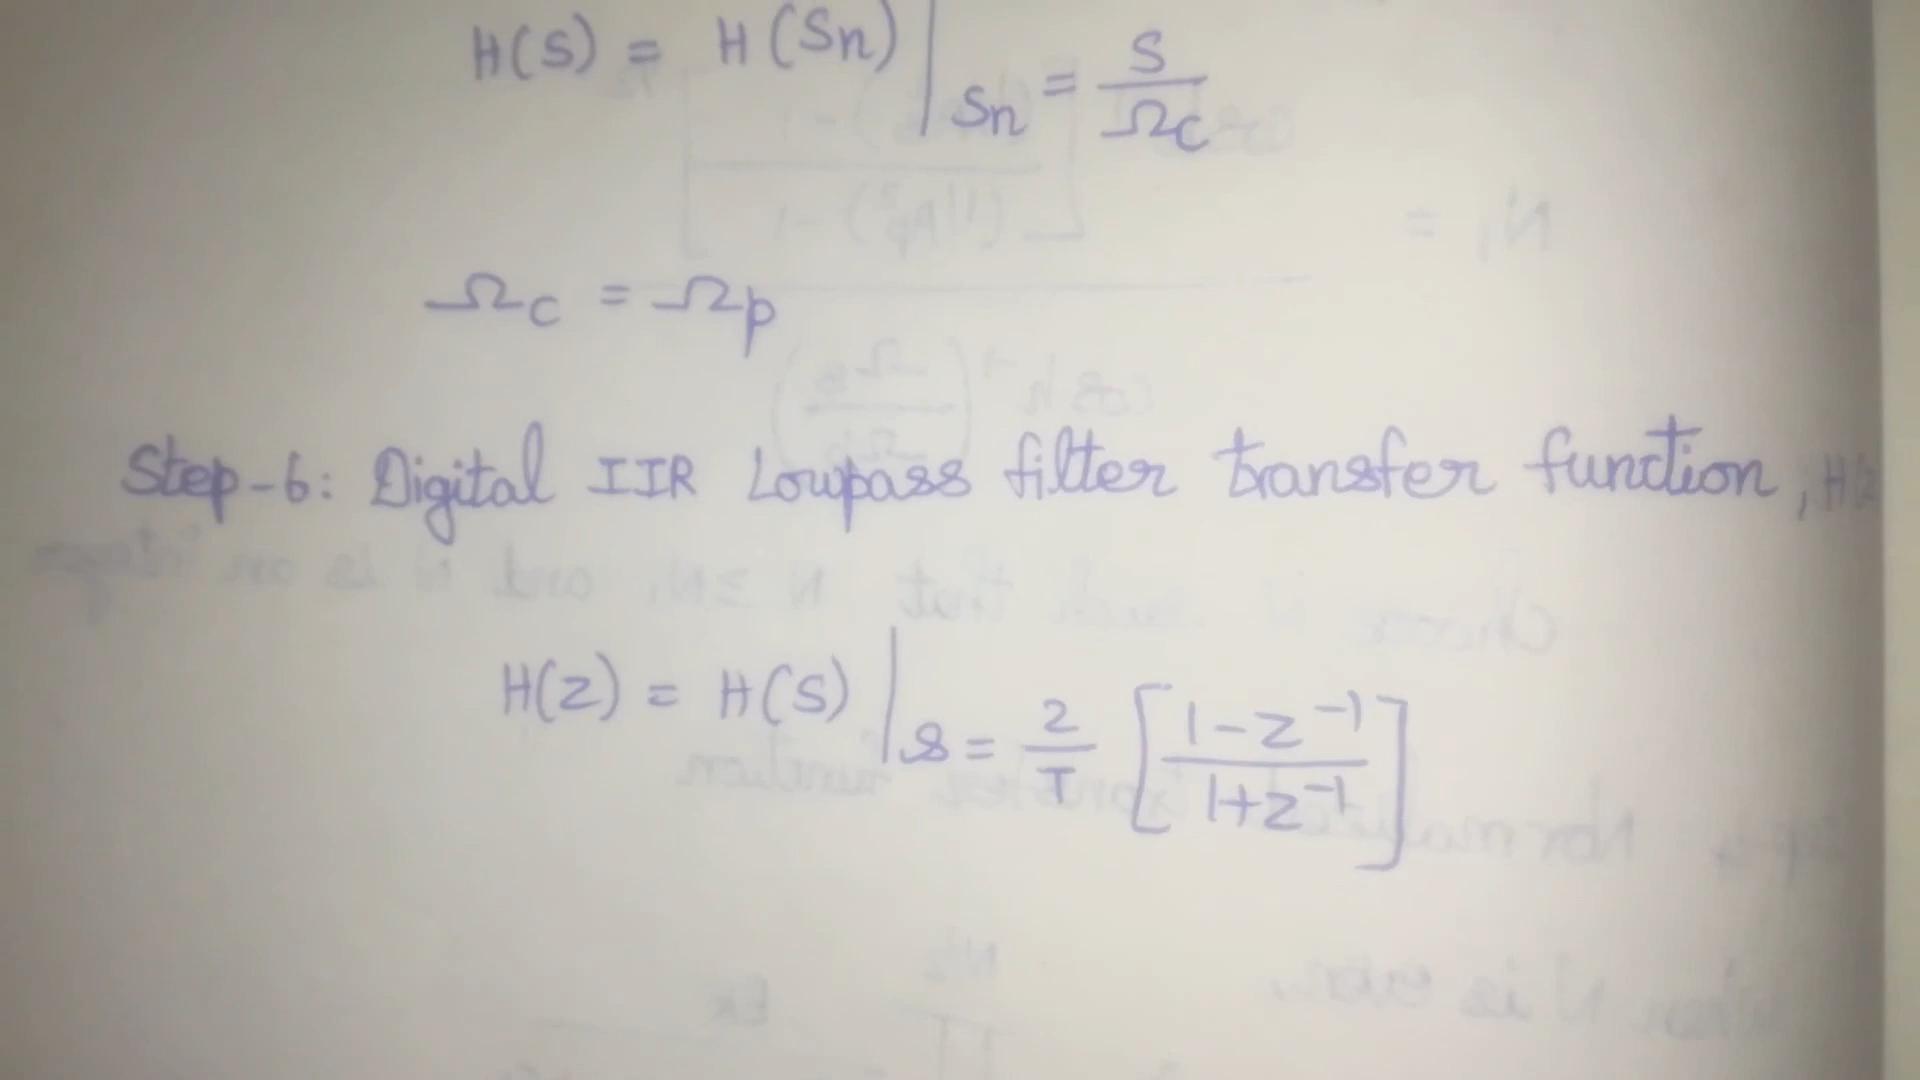 H(S) = H(Sn) | Sn = S/Ωc
Ωc = Ωp
Step-6: Digital IIR Lowpass filter transfer function, H(
H(z) = H(S) | s = 2/T [ 1-z⁻¹ / 1+z⁻¹ ]